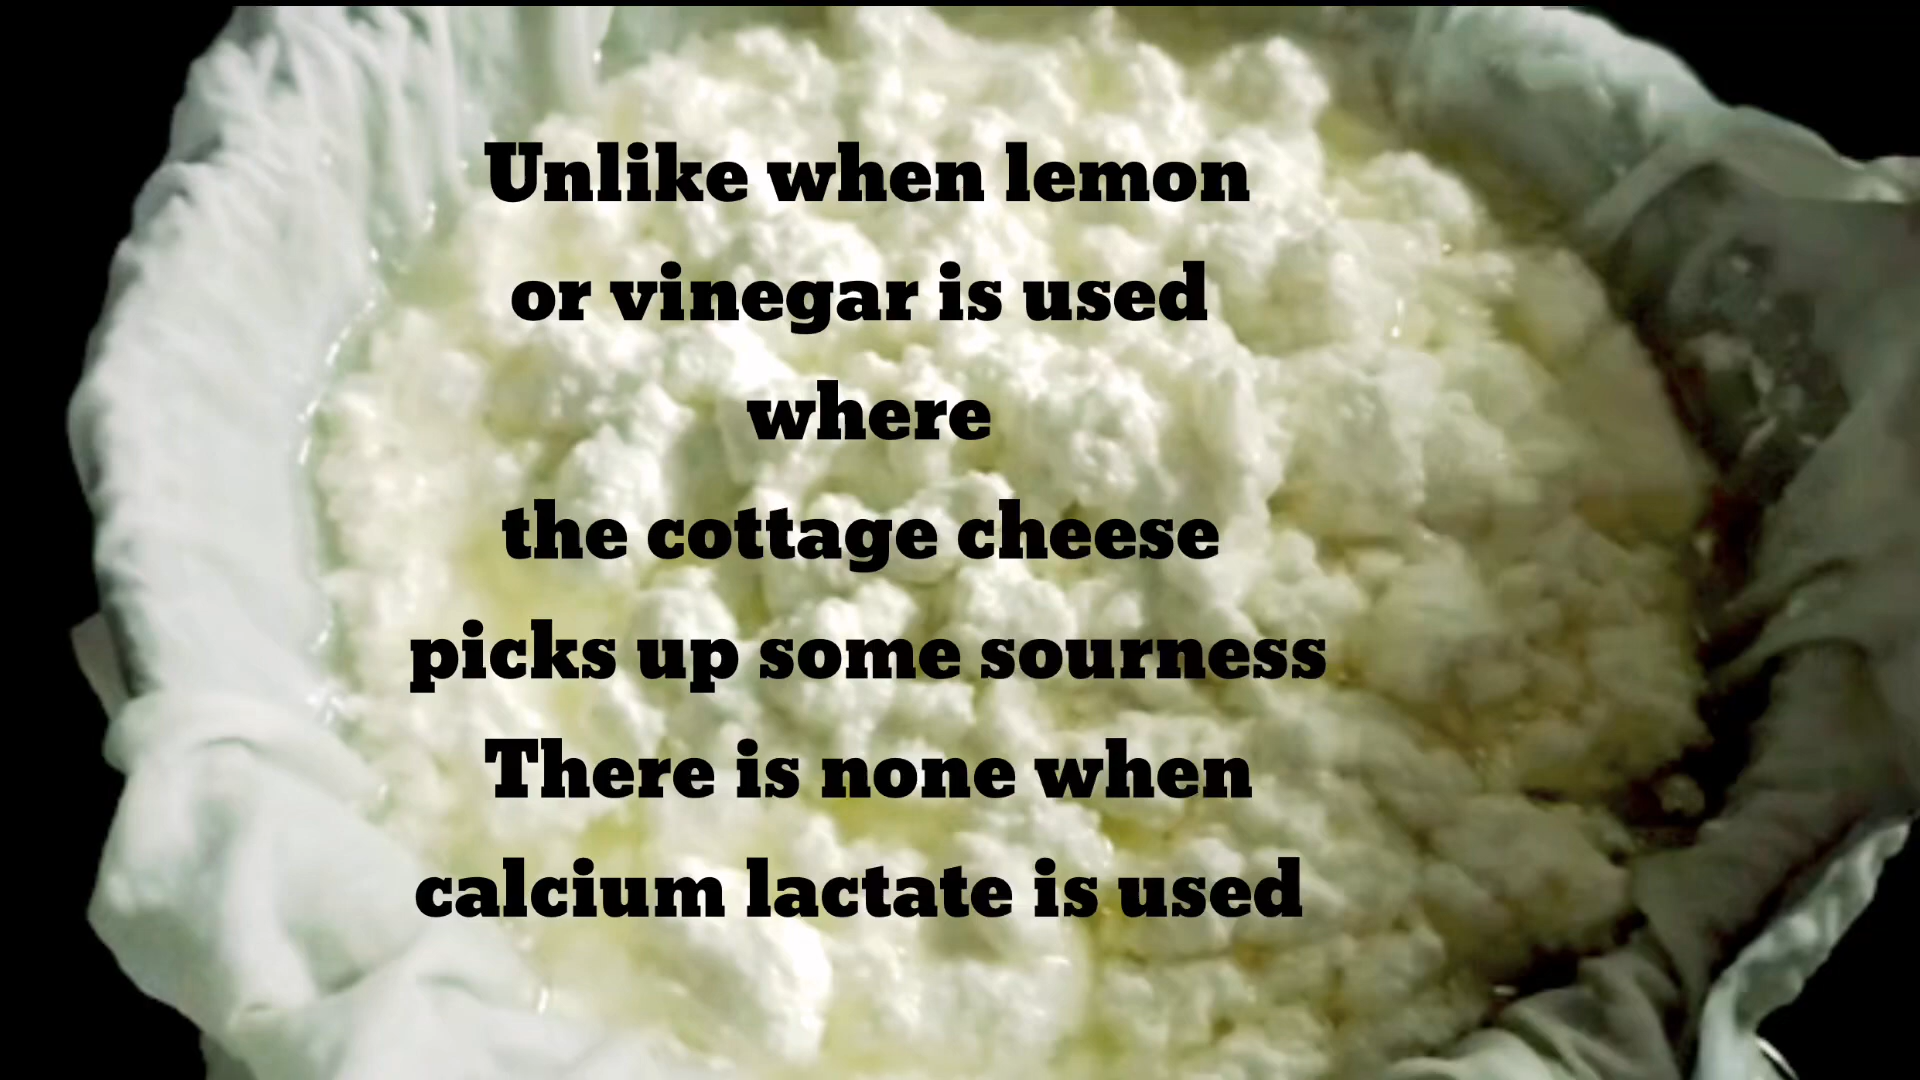 Unlike when lemon
or vinegar is used
where
the cottage cheese
picks up some sourness
There is none when
calcium lactate is used